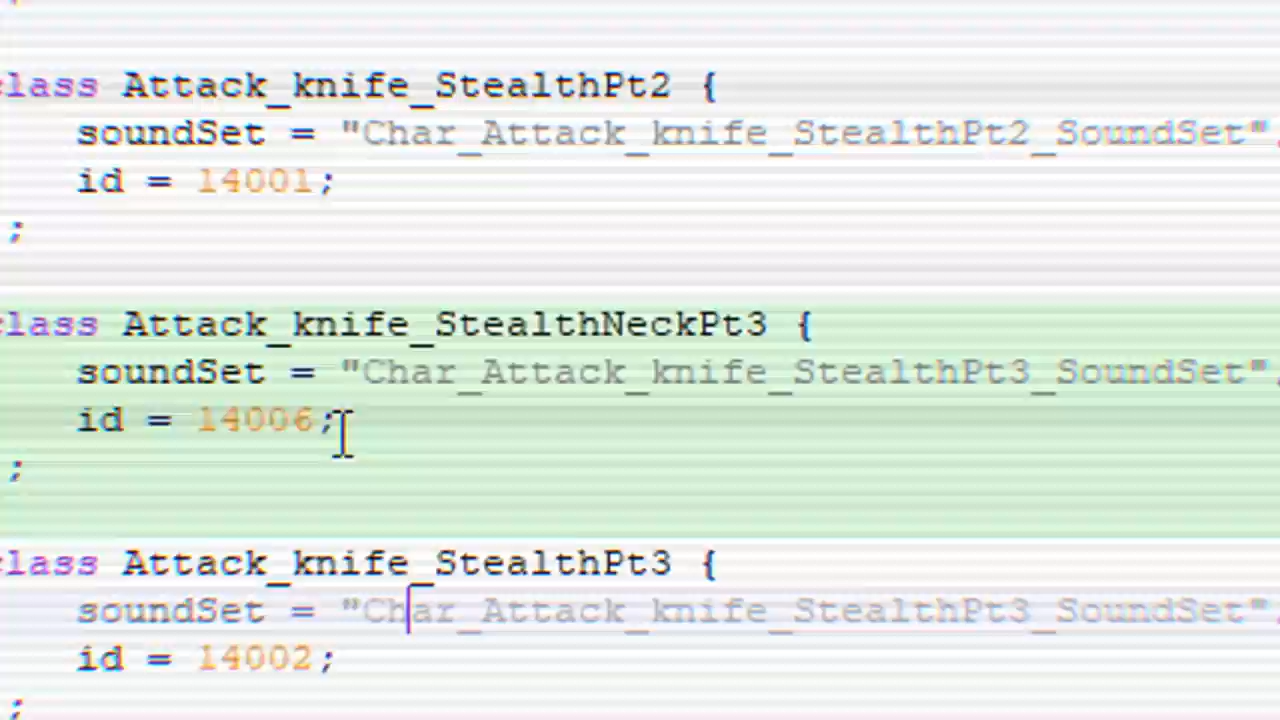 class Attack_knife_StealthPt2 {
soundSet = "Char_Attack_knife_StealthPt2_SoundSet";
id = 14001;
;
class Attack_knife_StealthNeckPt3 {
soundSet = "Char_Attack_knife_StealthPt3_SoundSet";
id = 14006;
;
class Attack_knife_StealthPt3 {
soundSet = "Char_Attack_knife_StealthPt3_SoundSet";
id = 14002;
;